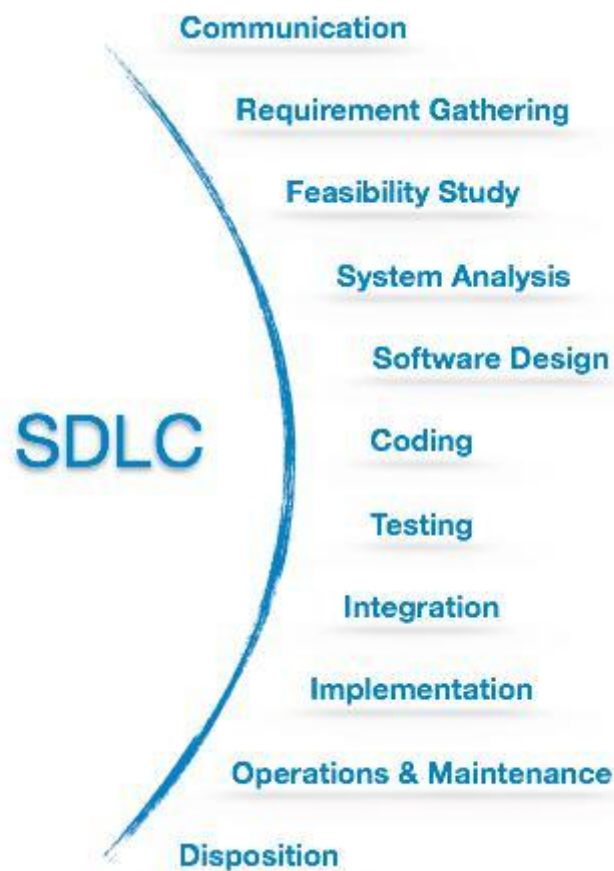 Communication
Requirement Gathering
Feasibility Study
System Analysis
Software Design
SDLC
Coding
Testing
Integration
Implementation
Operations & Maintenance
Disposition